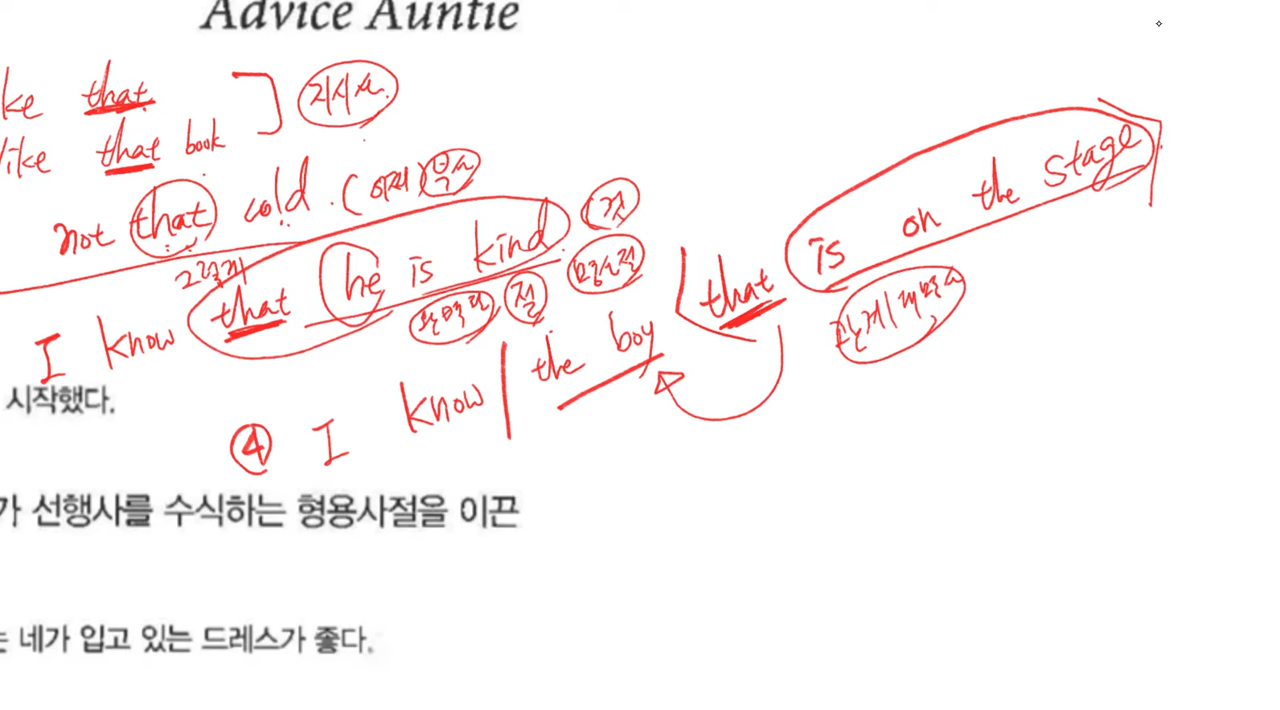 Advice Auntie
ke that
like that book
지시사
not that cold. (어찌) 부사
그렇게
I know that he is kind. 것
완벽한 절 명사절
④ I know the boy that is on the stage
관계대명사
시작했다.
가 선행사를 수식하는 형용사절을 이끈
네가 입고 있는 드레스가 좋다.